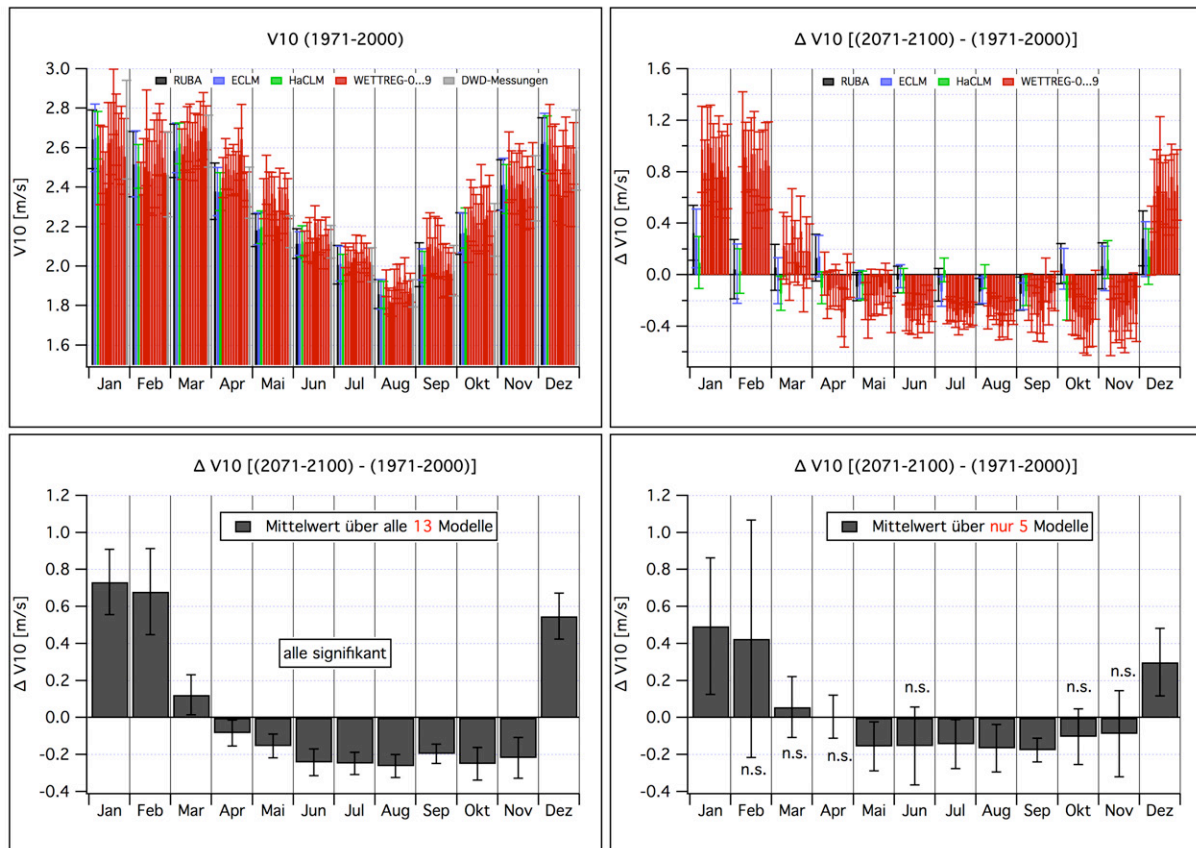 V10 (1971-2000)
RUBA ECLM HaCLM WETTREG-0...9 DWD-Messungen
V10 [m/s]
3.0
2.8
2.6
2.4
2.2
2.0
1.8
1.6
Jan Feb Mar Apr Mai Jun Jul Aug Sep Okt Nov Dez
Δ V10 [(2071-2100) - (1971-2000)]
RUBA ECLM HaCLM WETTREG-0...9
Δ V10 [m/s]
1.6
1.2
0.8
0.4
0.0
-0.4
Jan Feb Mar Apr Mai Jun Jul Aug Sep Okt Nov Dez
Δ V10 [(2071-2100) - (1971-2000)]
Mittelwert über alle 13 Modelle
alle signifikant
Δ V10 [m/s]
1.2
1.0
0.8
0.6
0.4
0.2
0.0
-0.2
-0.4
Jan Feb Mar Apr Mai Jun Jul Aug Sep Okt Nov Dez
Δ V10 [(2071-2100) - (1971-2000)]
Mittelwert über nur 5 Modelle
Δ V10 [m/s]
1.2
1.0
0.8
0.6
0.4
0.2
0.0
-0.2
-0.4
n.s. n.s. n.s. n.s. n.s. n.s.
Jan Feb Mar Apr Mai Jun Jul Aug Sep Okt Nov Dez